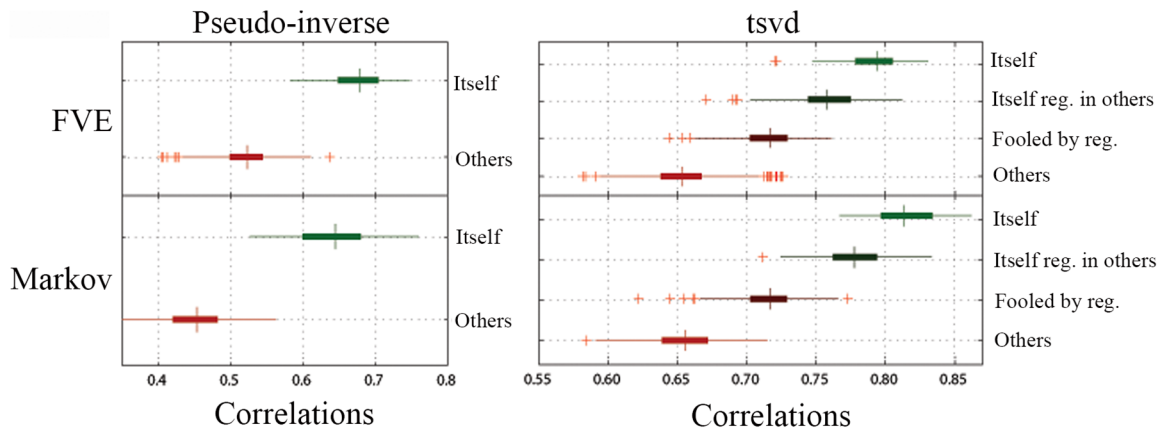 Pseudo-inverse
tsvd
FVE
Itself
Others
Itself
Itself reg. in others
Fooled by reg.
Others
Markov
Itself
Others
Itself
Itself reg. in others
Fooled by reg.
Others
0.4 0.5 0.6 0.7 0.8
0.55 0.60 0.65 0.70 0.75 0.80 0.85
Correlations
Correlations